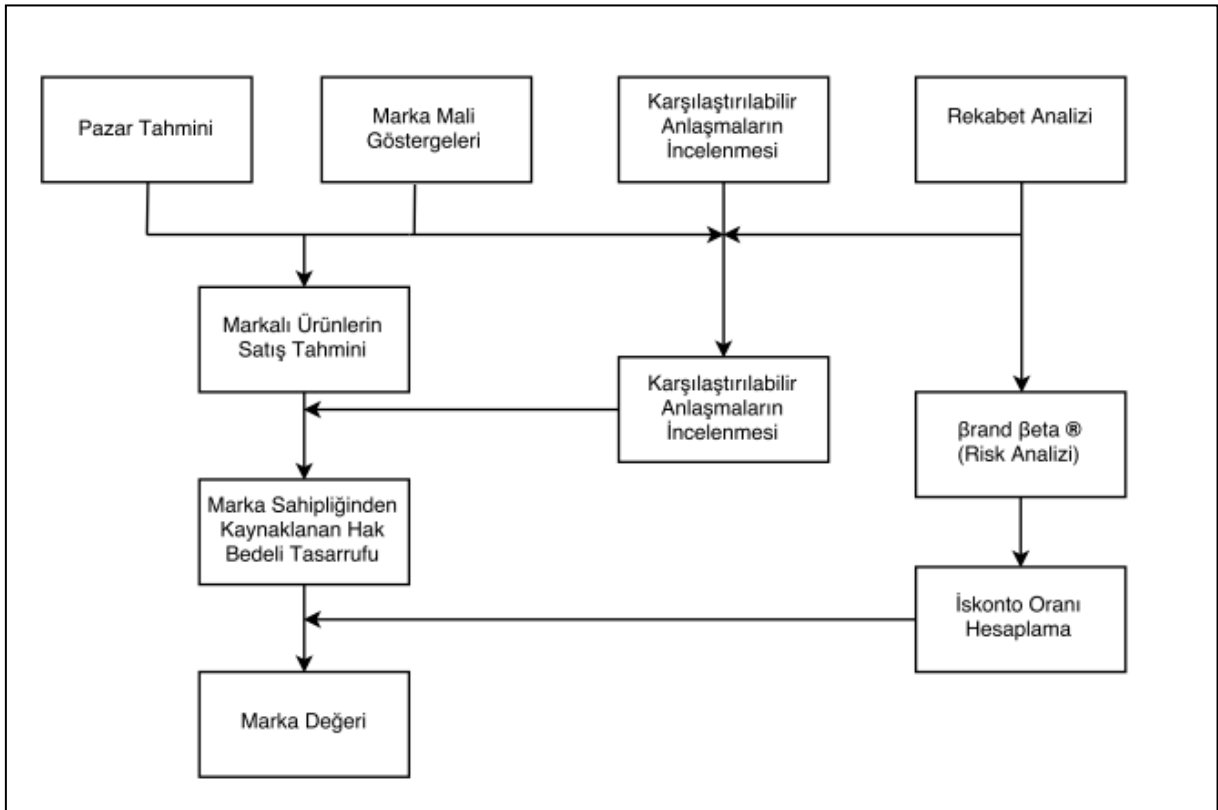 Pazar Tahmini
Marka Mali
Göstergeleri
Karşılaştırılabilir
Anlaşmaların
İncelenmesi
Rekabet Analizi
Markalı Ürünlerin
Satış Tahmini
Karşılaştırılabilir
Anlaşmaların
İncelenmesi
βrand βeta ®
(Risk Analizi)
Marka Sahipliğinden
Kaynaklanan Hak
Bedeli Tasarrufu
İskonto Oranı
Hesaplama
Marka Değeri